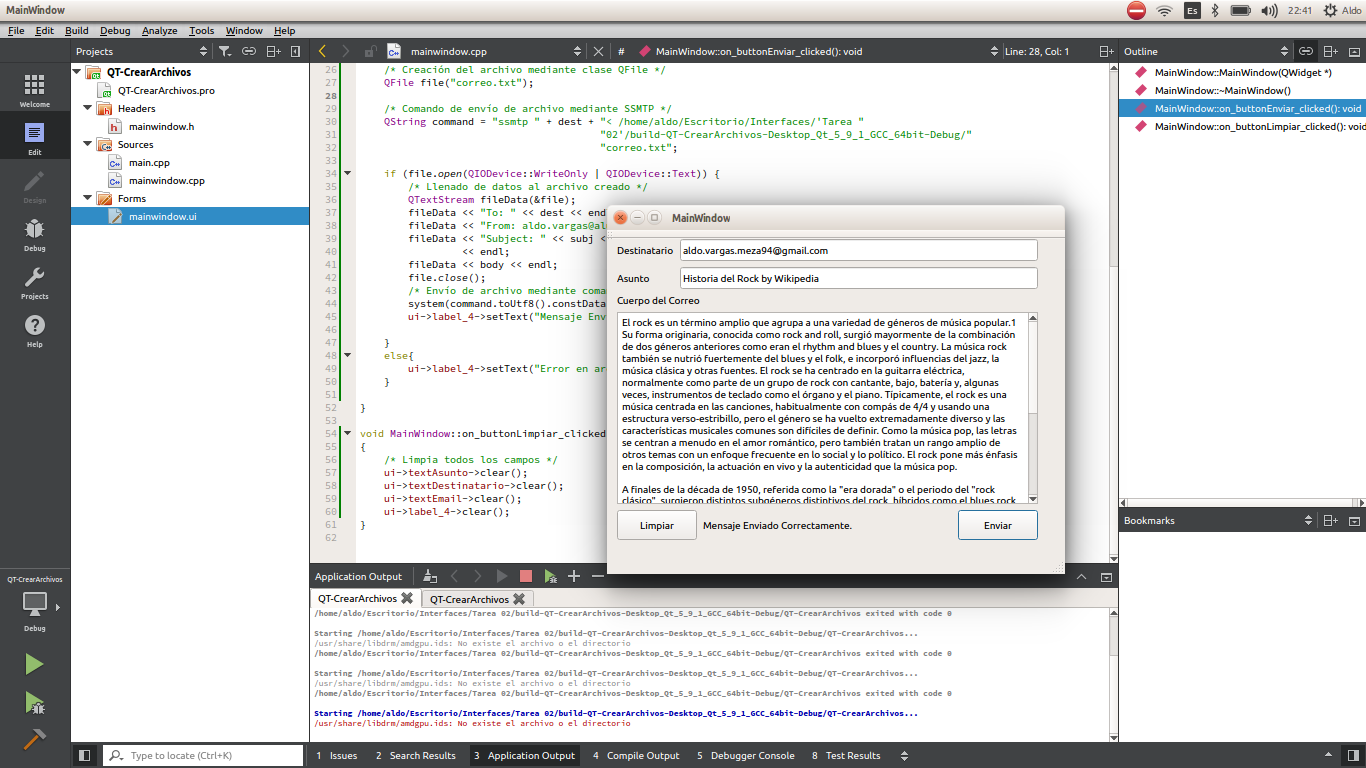 MainWindow
Es
22:41
Aldo
File Edit Build Debug Analyze Tools Window Help
Projects
mainwindow.cpp
#
MainWindow::on_buttonEnviar_clicked(): void
Line: 28, Col: 1
Outline
Welcome
Edit
Design
Debug
Projects
Help
QT-CrearArchivos
Debug
QT-CrearArchivos
QT-CrearArchivos.pro
Headers
mainwindow.h
Sources
main.cpp
mainwindow.cpp
Forms
mainwindow.ui
26 /* Creación del archivo mediante clase QFile */
27 QFile file("correo.txt");
28
29 /* Comando de envío de archivo mediante SSMTP */
30 QString command = "ssmtp " + dest + "< /home/aldo/Escritorio/Interfaces/'Tarea "
31 "02'/build-QT-CrearArchivos-Desktop_Qt_5_9_1_GCC_64bit-Debug/"
32 "correo.txt";
33
34 if (file.open(QIODevice::WriteOnly | QIODevice::Text)) {
35 /* Llenado de datos al archivo creado */
36 QTextStream fileData(&file);
37 fileData << "To: " << dest << end
38 fileData << "From: aldo.vargas@al
39 fileData << "Subject: " << subj <
40 << endl;
41 fileData << body << endl;
42 file.close();
43 /* Envío de archivo mediante coma
44 system(command.toUtf8().constData
45 ui->label_4->setText("Mensaje Env
46
47 }
48 else{
49 ui->label_4->setText("Error en ar
50 }
51
52 }
53
54 void MainWindow::on_buttonLimpiar_clicked
55 {
56 /* Limpia todos los campos */
57 ui->textAsunto->clear();
58 ui->textDestinatario->clear();
59 ui->textEmail->clear();
60 ui->label_4->clear();
61 }
62
MainWindow
Destinatario aldo.vargas.meza94@gmail.com
Asunto Historia del Rock by Wikipedia
Cuerpo del Correo
El rock es un término amplio que agrupa a una variedad de géneros de música popular.1
Su forma originaria, conocida como rock and roll, surgió mayormente de la combinación
de dos géneros anteriores como eran el rhythm and blues y el country. La música rock
también se nutrió fuertemente del blues y el folk, e incorporó influencias del jazz, la
música clásica y otras fuentes. El rock se ha centrado en la guitarra eléctrica,
normalmente como parte de un grupo de rock con cantante, bajo, batería y, algunas
veces, instrumentos de teclado como el órgano y el piano. Típicamente, el rock es una
música centrada en las canciones, habitualmente con compás de 4/4 y usando una
estructura verso-estribillo, pero el género se ha vuelto extremadamente diverso y las
características musicales comunes son difíciles de definir. Como la música pop, las letras
se centran a menudo en el amor romántico, pero también tratan un rango amplio de
otros temas con un enfoque frecuente en lo social y lo político. El rock pone más énfasis
en la composición, la actuación en vivo y la autenticidad que la música pop.
A finales de la década de 1950, referida como la "era dorada" o el periodo del "rock
clásico", surgieron distintos subgéneros distintivos del rock, híbridos como el blues rock
Limpiar
Mensaje Enviado Correctamente.
Enviar
MainWindow::MainWindow(QWidget *)
MainWindow::~MainWindow()
MainWindow::on_buttonEnviar_clicked(): void
MainWindow::on_buttonLimpiar_clicked(): void
Bookmarks
Application Output
QT-CrearArchivos
QT-CrearArchivos
/home/aldo/Escritorio/Interfaces/Tarea 02/build-QT-CrearArchivos-Desktop_Qt_5_9_1_GCC_64bit-Debug/QT-CrearArchivos exited with code 0
Starting /home/aldo/Escritorio/Interfaces/Tarea 02/build-QT-CrearArchivos-Desktop_Qt_5_9_1_GCC_64bit-Debug/QT-CrearArchivos...
/usr/share/libdrm/amdgpu.ids: No existe el archivo o el directorio
/home/aldo/Escritorio/Interfaces/Tarea 02/build-QT-CrearArchivos-Desktop_Qt_5_9_1_GCC_64bit-Debug/QT-CrearArchivos exited with code 0
Starting /home/aldo/Escritorio/Interfaces/Tarea 02/build-QT-CrearArchivos-Desktop_Qt_5_9_1_GCC_64bit-Debug/QT-CrearArchivos...
/usr/share/libdrm/amdgpu.ids: No existe el archivo o el directorio
/home/aldo/Escritorio/Interfaces/Tarea 02/build-QT-CrearArchivos-Desktop_Qt_5_9_1_GCC_64bit-Debug/QT-CrearArchivos exited with code 0
Starting /home/aldo/Escritorio/Interfaces/Tarea 02/build-QT-CrearArchivos-Desktop_Qt_5_9_1_GCC_64bit-Debug/QT-CrearArchivos...
/usr/share/libdrm/amdgpu.ids: No existe el archivo o el directorio
Type to locate (Ctrl+K)
1 Issues 2 Search Results 3 Application Output 4 Compile Output 5 Debugger Console 8 Test Results